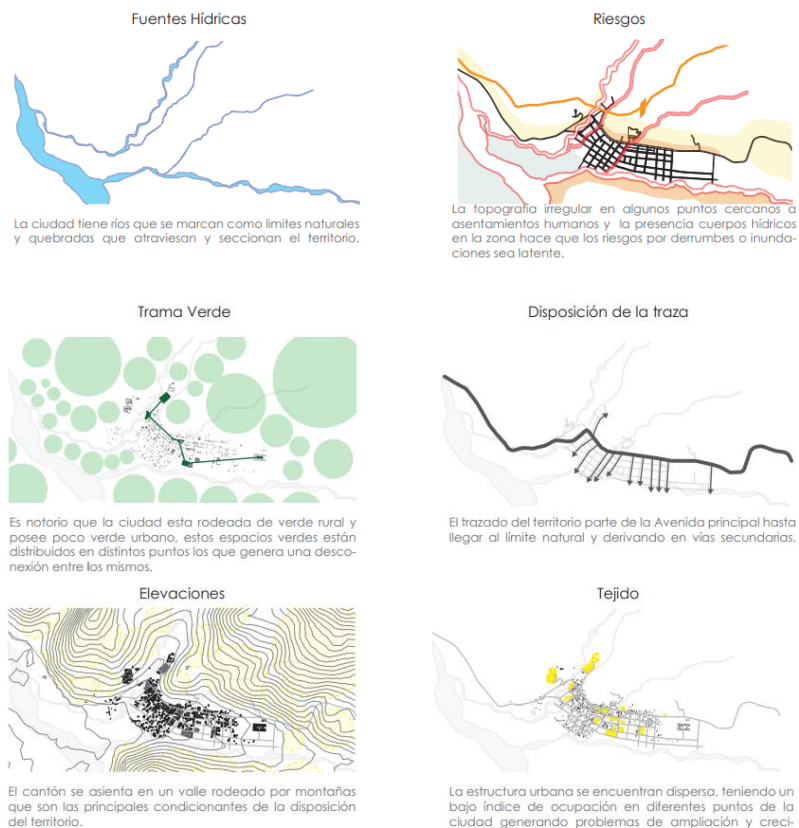 Fuentes Hídricas
La ciudad tiene ríos que se marcan como limites naturales
y quebradas que atraviesan y seccionan el territorio.
Riesgos
La topografía irregular en algunos puntos cercanos a
asentamientos humanos y la presencia cuerpos hídricos
en la zona hace que los riesgos por derrumbes o inunda-
ciones sea latente.
Trama Verde
Es notorio que la ciudad esta rodeada de verde rural y
posee poco verde urbano, estos espacios verdes están
distribuidos en distintos puntos los que genera una desco-
nexión entre los mismos.
Disposición de la traza
El trazado del territorio parte de la Avenida principal hasta
llegar al límite natural y derivando en vías secundarias.
Elevaciones
El cantón se asienta en un valle rodeado por montañas
que son las principales condicionantes de la disposición
del territorio.
Tejido
La estructura urbana se encuentran dispersa, teniendo un
bajo índice de ocupación en diferentes puntos de la
ciudad generando problemas de ampliación y creci-